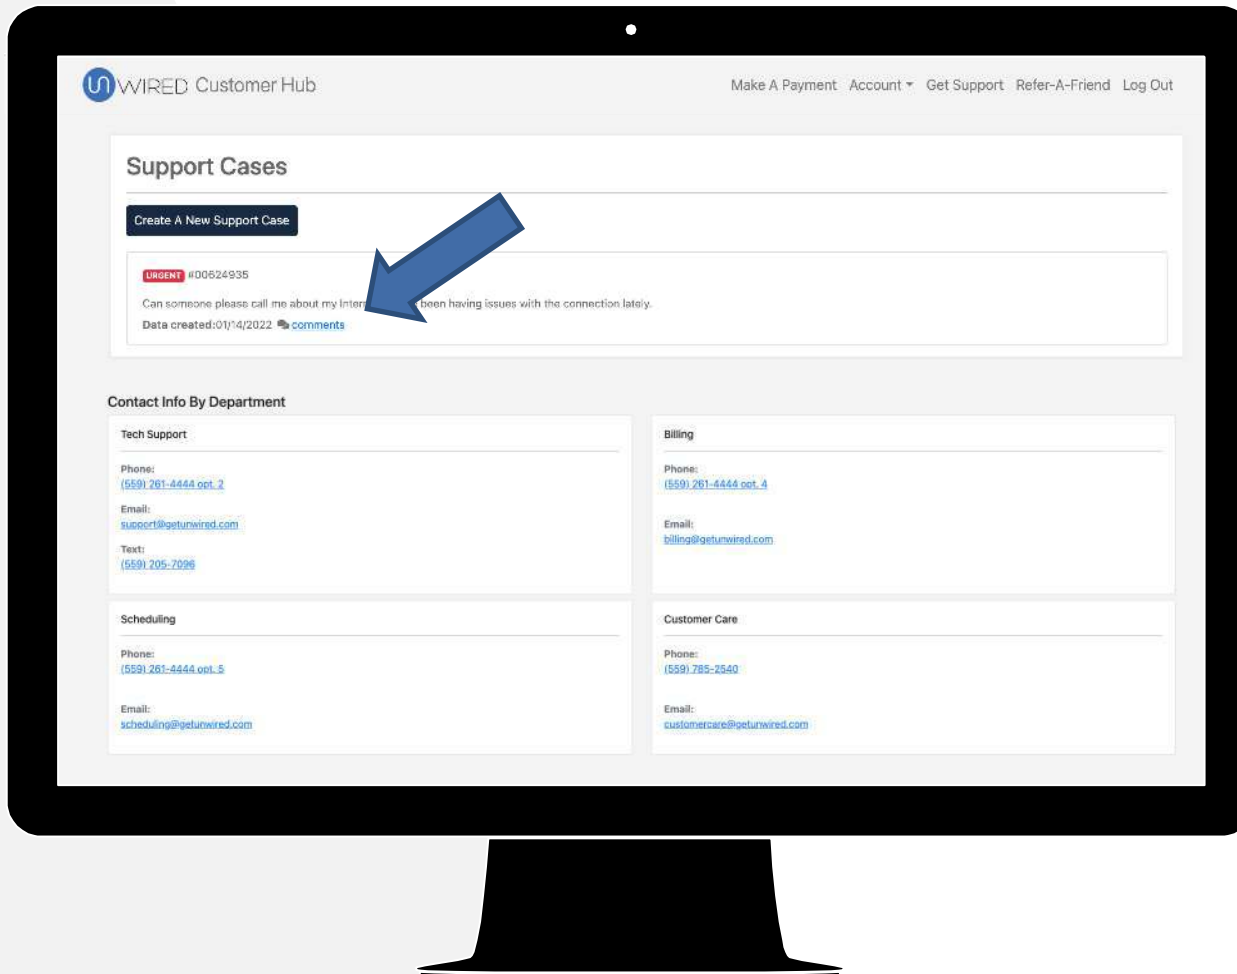 un WIRED Customer Hub
Make A Payment Account Get Support Refer-A-Friend Log Out
Support Cases
Create A New Support Case
URGENT #00624935
Can someone please call me about my Inter been having issues with the connection lately.
Data created:01/14/2022 comments
Contact Info By Department
Tech Support
Phone:
(559) 261-4444 opt. 2
Email:
support@getunwired.com
Text:
(559) 205-7096
Billing
Phone:
(559) 261-4444 opt. 4
Email:
billing@getunwired.com
Scheduling
Phone:
(559) 261-4444 opt. 5
Email:
scheduling@getunwired.com
Customer Care
Phone:
(559) 785-2540
Email:
customercare@getunwired.com